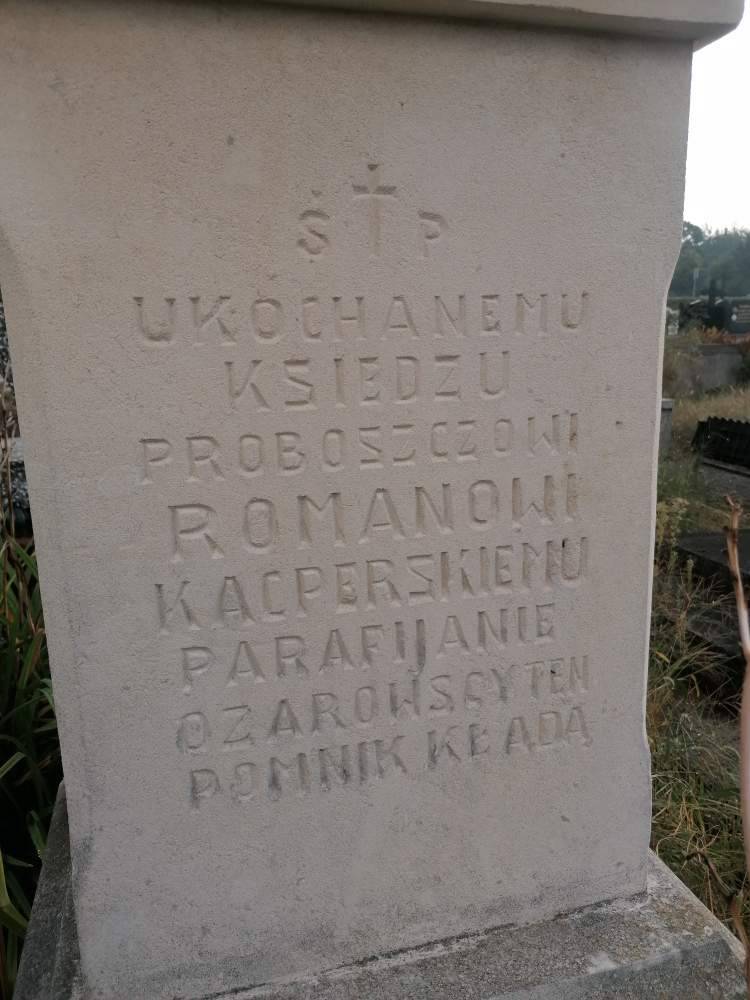 Ś † P
UKOCHANEMU
KSIĘDZU
PROBOSZCZOWI
ROMANOWI
KACPERSKIEMU
PARAFIJANIE
OZAROWSCY TEN
POMNIK KŁADĄ